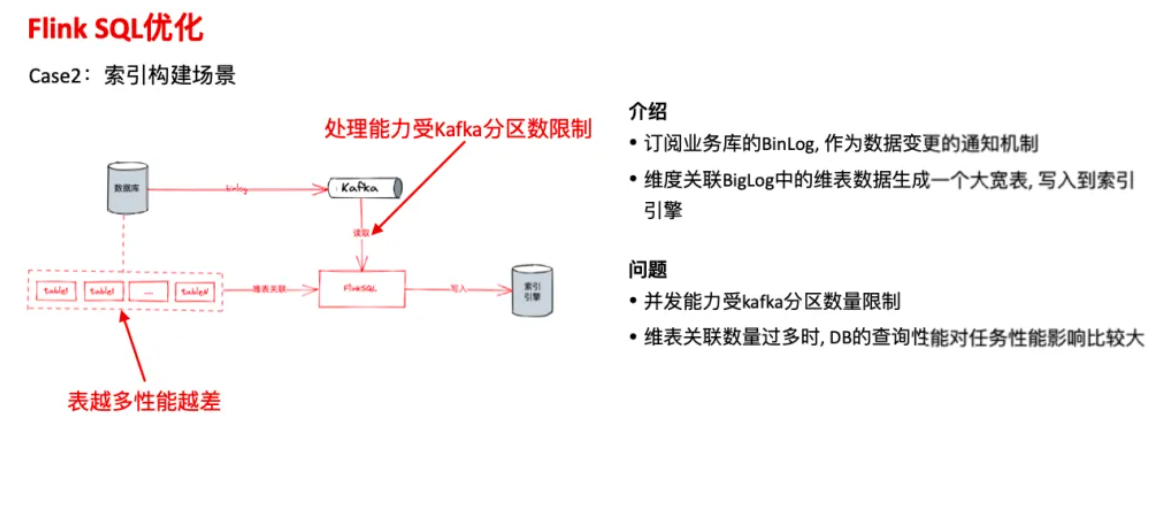 Flink SQL优化
Case2：索引构建场景
处理能力受Kafka分区数限制
数据库
binlog
Kafka
读取
table1
table1
...
tableN
维表关联
FlinkSQL
写入
索引
引擎
表越多性能越差
介绍
• 订阅业务库的BinLog, 作为数据变更的通知机制
• 维度关联BigLog中的维表数据生成一个大宽表, 写入到索引
引擎
问题
• 并发能力受kafka分区数量限制
• 维表关联数量过多时, DB的查询性能对任务性能影响比较大